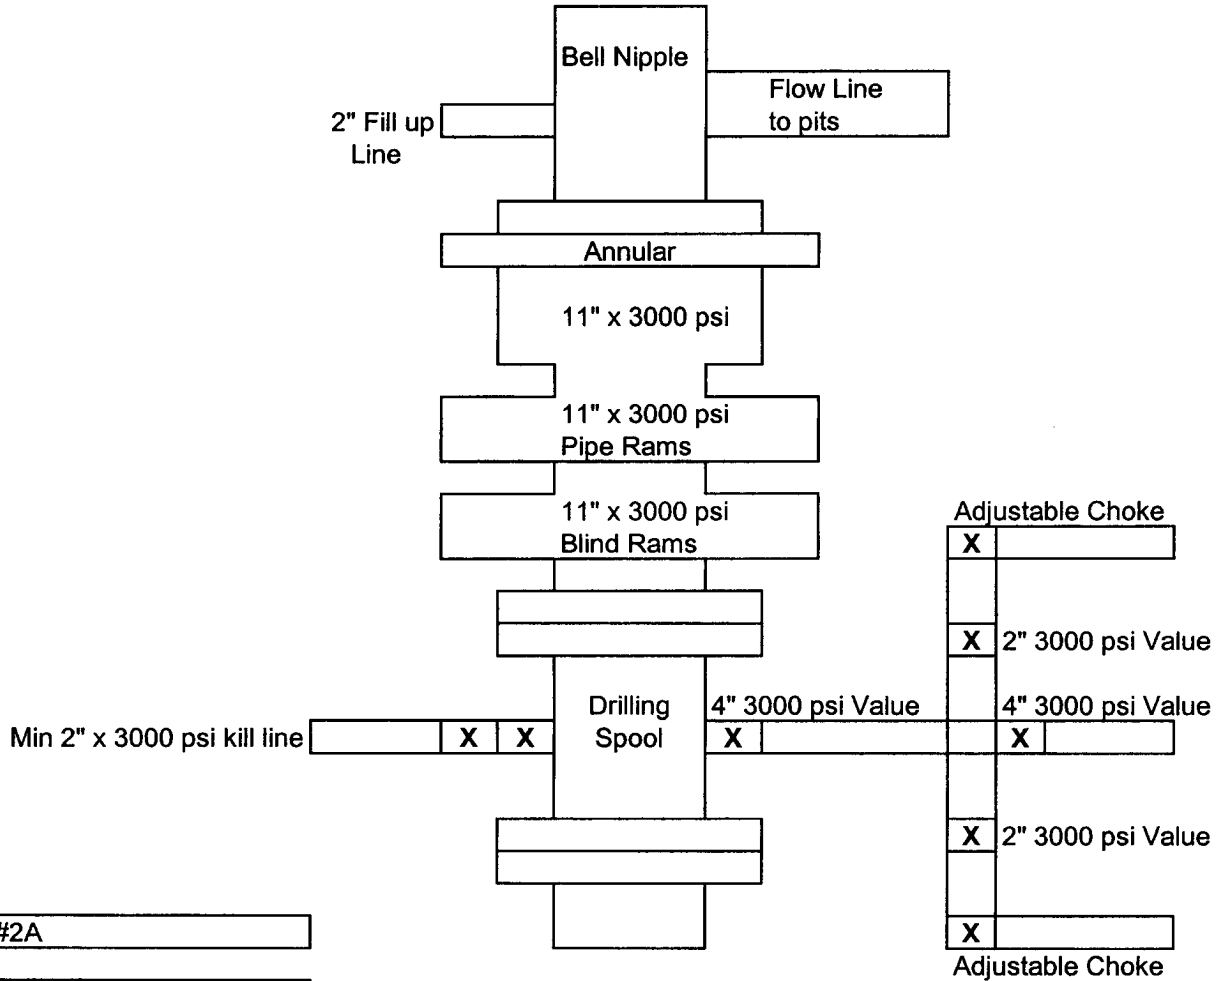 Bell Nipple
Flow Line
to pits
2" Fill up
Line
Annular
11" x 3000 psi
11" x 3000 psi
Pipe Rams
11" x 3000 psi
Blind Rams
Adjustable Choke
X
X 2" 3000 psi Value
Drilling
Spool
4" 3000 psi Value
4" 3000 psi Value
Min 2" x 3000 psi kill line
X X
X
X
X 2" 3000 psi Value
#2A
X
Adjustable Choke